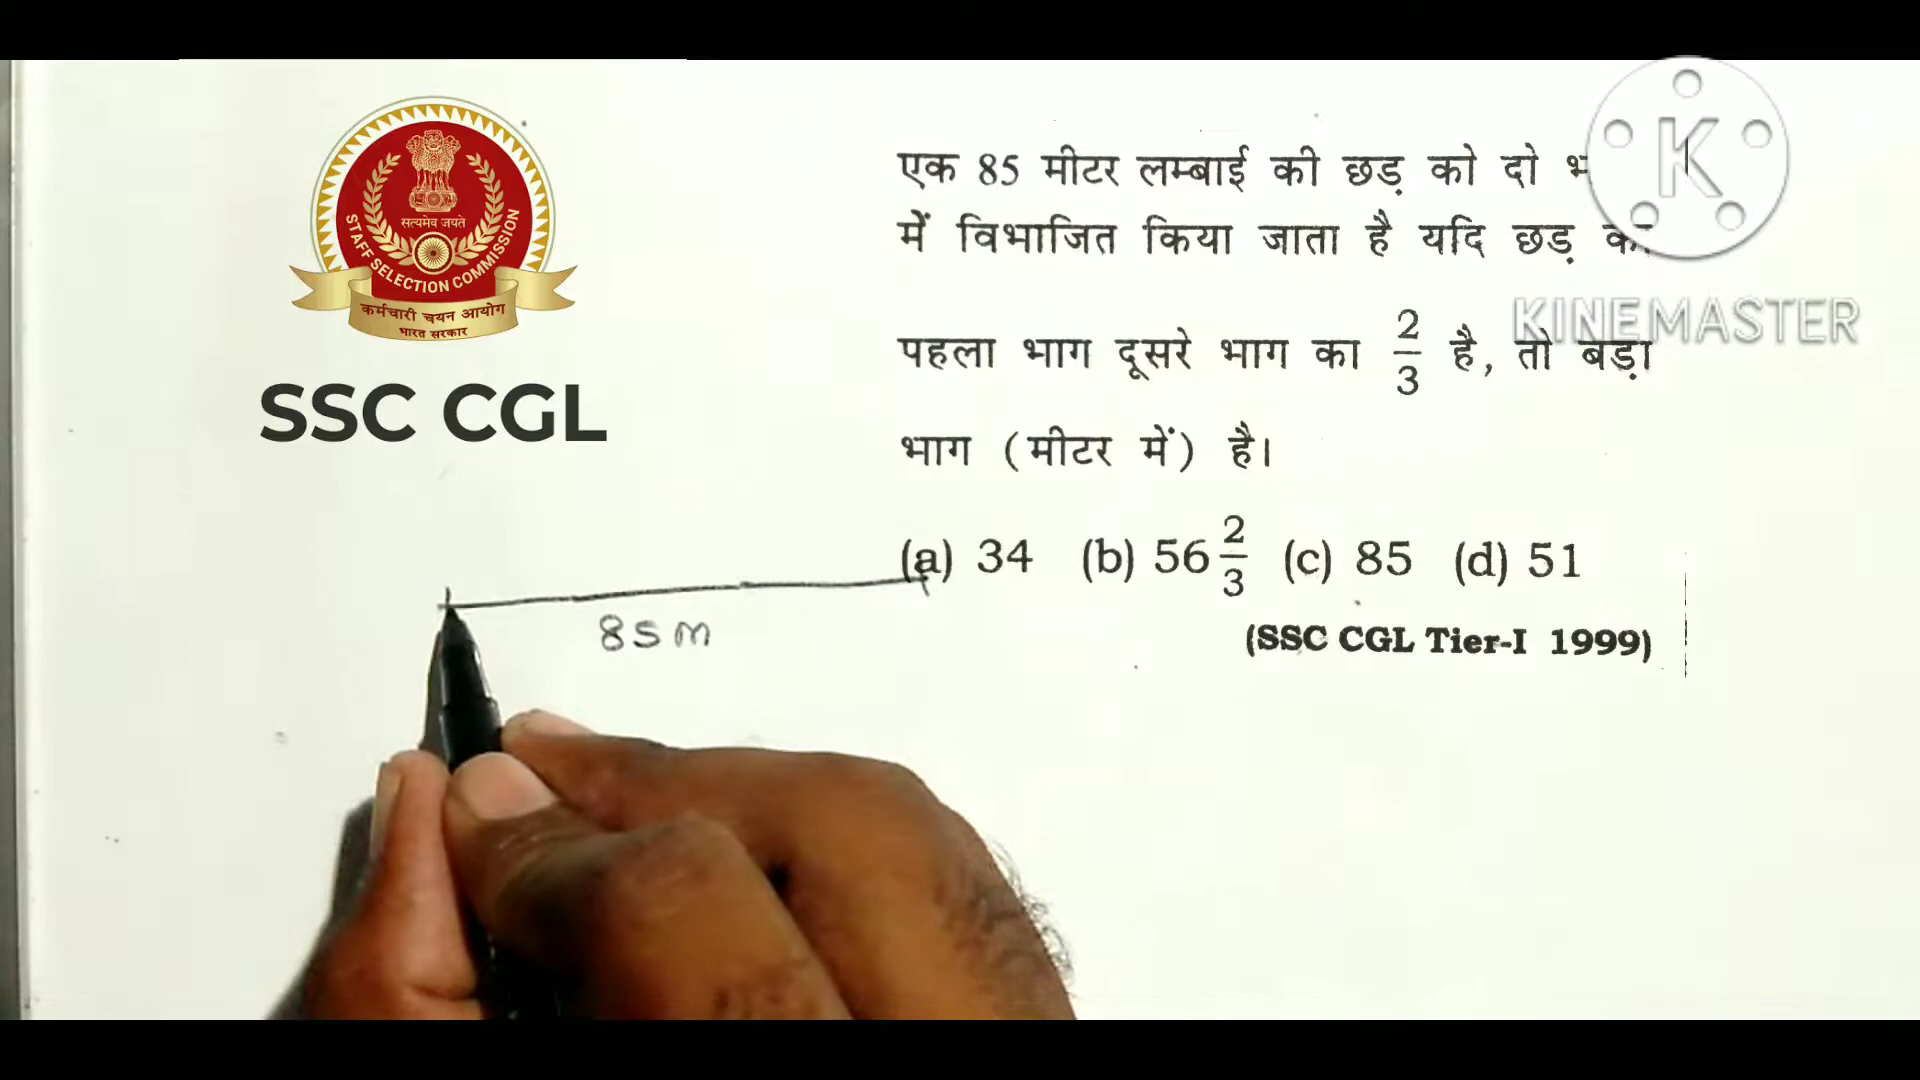 सत्यमेव जयते
STAFF SELECTION COMMISSION
कर्मचारी चयन आयोग
भारत सरकार
SSC CGL
एक 85 मीटर लम्बाई की छड़ को दो
में विभाजित किया जाता है यदि छड़
पहला भाग दूसरे भाग का 2/3 है, तो बड़ा
भाग (मीटर में) है।
(a) 34 (b) 56 2/3 (c) 85 (d) 51
(SSC CGL Tier-I 1999)
85 m
K
KINEMASTER